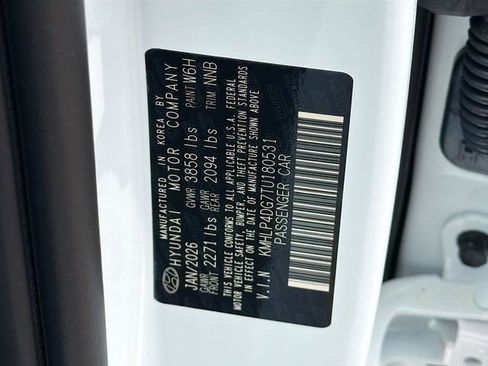 MANUFACTURED IN KOREA BY
HYUNDAI MOTOR COMPANY
JAN/2026 GVWR 3858 lbs PAINT W6H
GAWR FRONT 2271 lbs GAWR REAR 2094 lbs TRIM NNB
THIS VEHICLE CONFORMS TO ALL APPLICABLE U.S.A. FEDERAL
MOTOR VEHICLE SAFETY, BUMPER, AND THEFT PREVENTION STANDARDS
IN EFFECT ON THE DATE OF MANUFACTURE SHOWN ABOVE.
V.I.N KMHLP4DG7TU180531
PASSENGER CAR